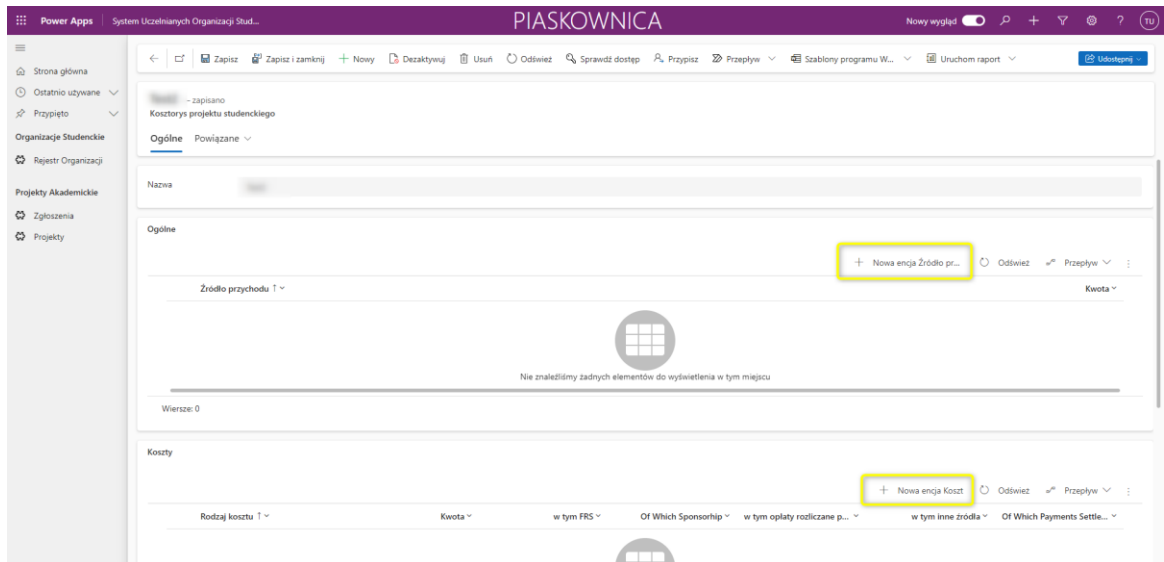 Power Apps System Uczelnianych Organizacji Stud... PIASKOWNICA Nowy wygląd TU
Zapisz Zapisz i zamknij Nowy Dezaktywuj Usuń Odśwież Sprawdź dostęp Przypisz Przepływ Szablony programu W... Uruchom raport Udostępnij
Strona główna
Ostatnio używane
Przypięto
Organizacje Studenckie
Rejestr Organizacji
Projekty Akademickie
Zgłoszenia
Projekty
– zapisano
Kosztorys projektu studenckiego
Ogólne Powiązane
Nazwa
Ogólne
Nowa encja Źródło pr... Odśwież Przepływ
Źródło przychodu Kwota
Nie znaleźliśmy żadnych elementów do wyświetlenia w tym miejscu
Wiersze: 0
Koszty
Nowa encja Koszt Odśwież Przepływ
Rodzaj kosztu Kwota w tym FRS Of Which Sponsorhip w tym opłaty rozliczane p... w tym inne źródła Of Which Payments Settle...